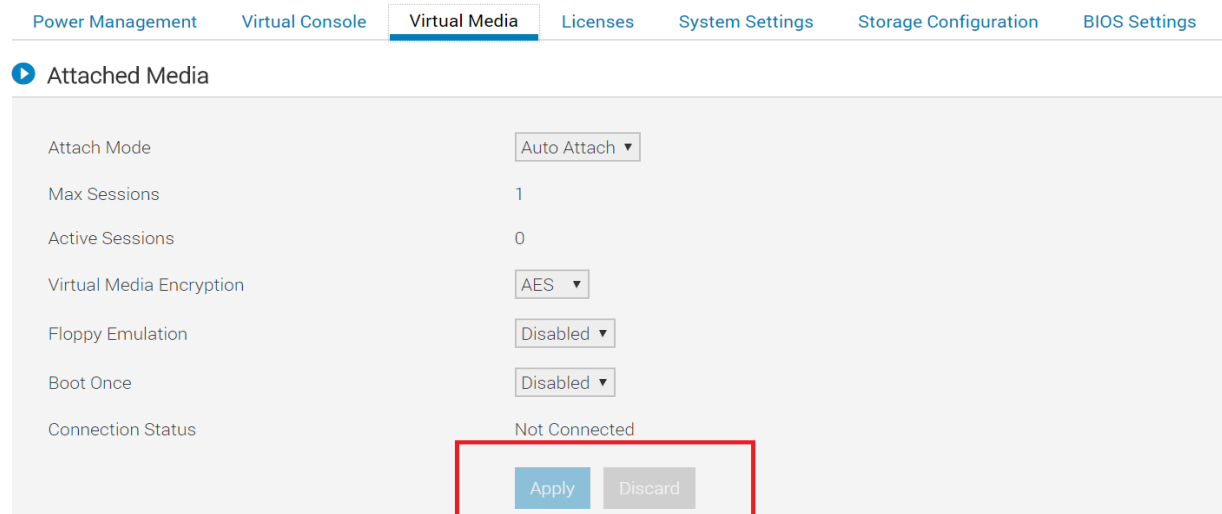 Power Management Virtual Console Virtual Media Licenses System Settings Storage Configuration BIOS Settings
Attached Media
Attach Mode Auto Attach
Max Sessions 1
Active Sessions 0
Virtual Media Encryption AES
Floppy Emulation Disabled
Boot Once Disabled
Connection Status Not Connected
Apply Discard